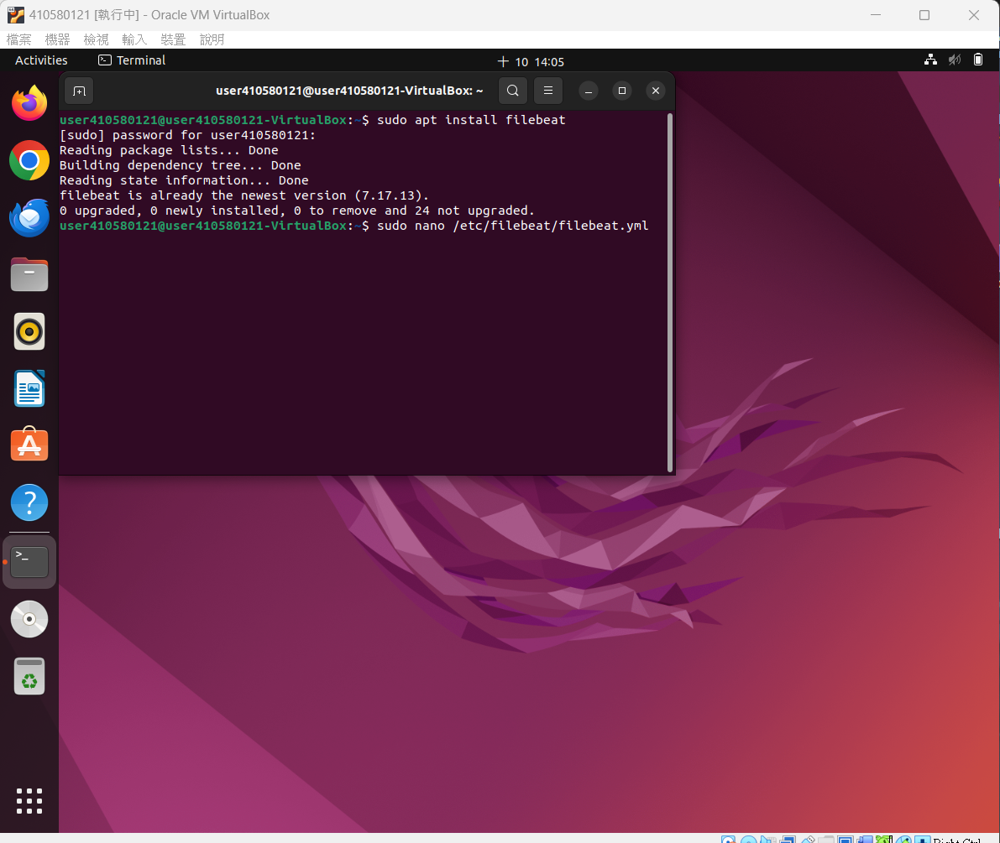 410580121 [執行中] - Oracle VM VirtualBox
檔案 機器 檢視 輸入 裝置 說明
Activities Terminal 十 10 14:05
user410580121@user410580121-VirtualBox: ~
user410580121@user410580121-VirtualBox:~$ sudo apt install filebeat
[sudo] password for user410580121:
Reading package lists... Done
Building dependency tree... Done
Reading state information... Done
filebeat is already the newest version (7.17.13).
0 upgraded, 0 newly installed, 0 to remove and 24 not upgraded.
user410580121@user410580121-VirtualBox:~$ sudo nano /etc/filebeat/filebeat.yml
Right Ctrl